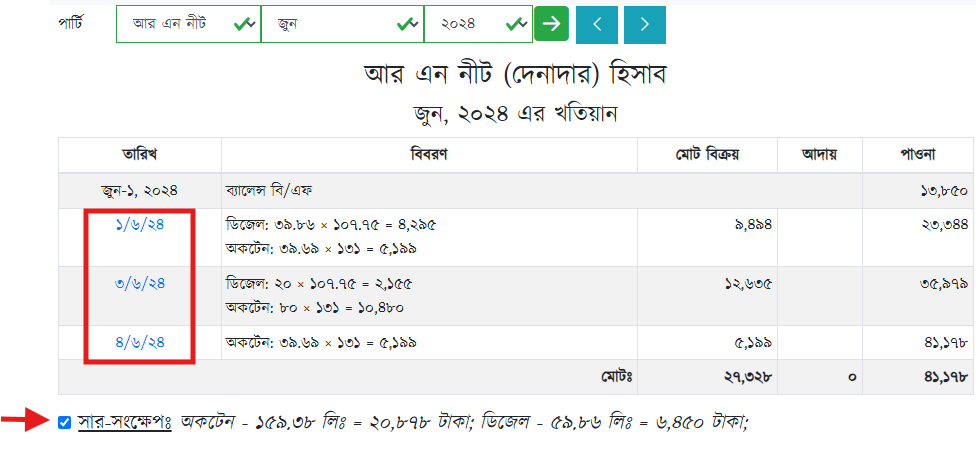 পার্টি আর এন নীট জুন ২০২৪
আর এন নীট (দেনাদার) হিসাব
জুন, ২০২৪ এর খতিয়ান
তারিখ বিবরণ মোট বিক্রয় আদায় পাওনা
জুন-১, ২০২৪ ব্যালেন্স বি/এফ ১৩,৮৫০
১/৬/২৪ ডিজেল: ৩৯.৮৬ × ১০৭.৭৫ = ৪,২৯৫ ৯,৪৯৪ ২৩,৩৪৪
অকটেন: ৩৯.৬৯ × ১৩১ = ৫,১৯৯
৩/৬/২৪ ডিজেল: ২০ × ১০৭.৭৫ = ২,১৫৫ ১২,৬৩৫ ৩৫,৯৭৯
অকটেন: ৮০ × ১৩১ = ১০,৪৮০
৪/৬/২৪ অকটেন: ৩৯.৬৯ × ১৩১ = ৫,১৯৯ ৫,১৯৯ ৪১,১৭৮
মোটঃ ২৭,৩২৮ ০ ৪১,১৭৮
সার-সংক্ষেপঃ অকটেন - ১৫৯.৩৮ লিঃ = ২০,৮৭৮ টাকা; ডিজেল - ৫৯.৮৬ লিঃ = ৬,৪৫০ টাকা;